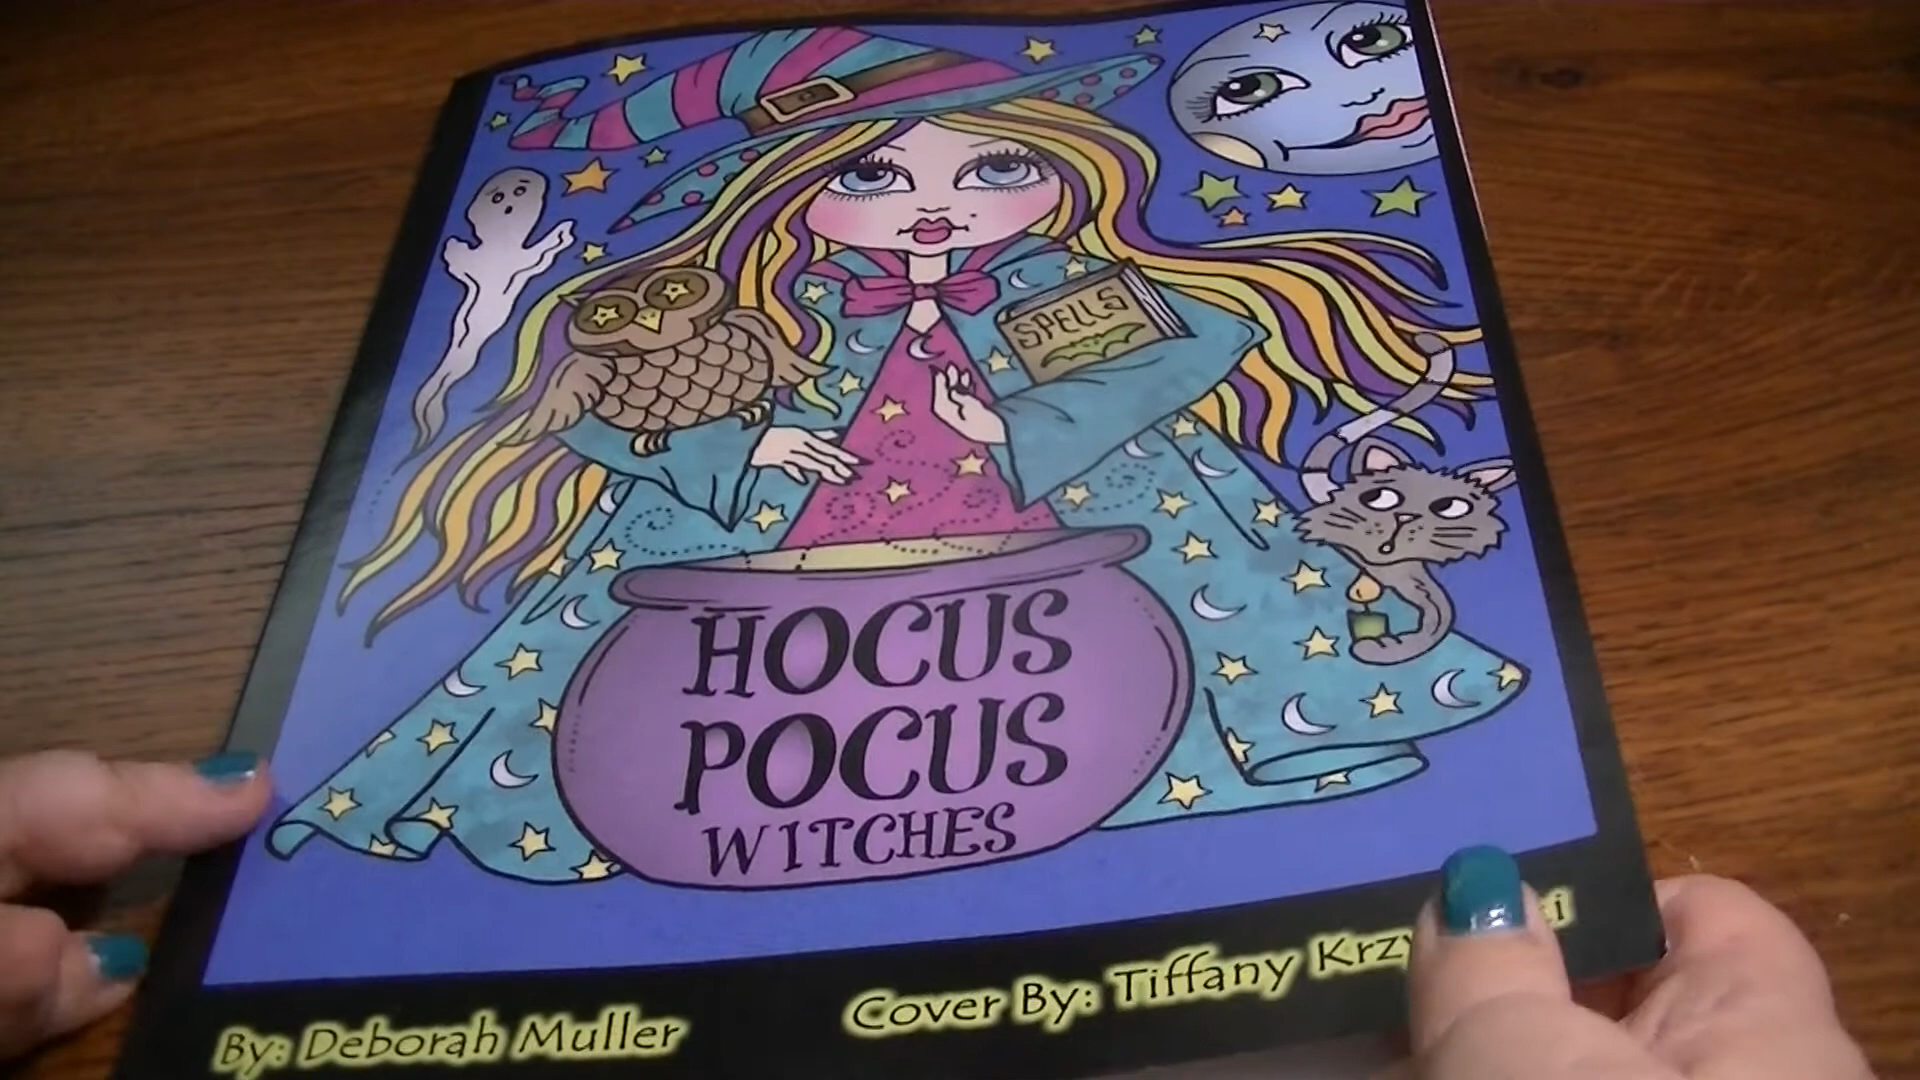 SPELLS
HOCUS
POCUS
WITCHES
By: Deborah Muller
Cover By: Tiffany